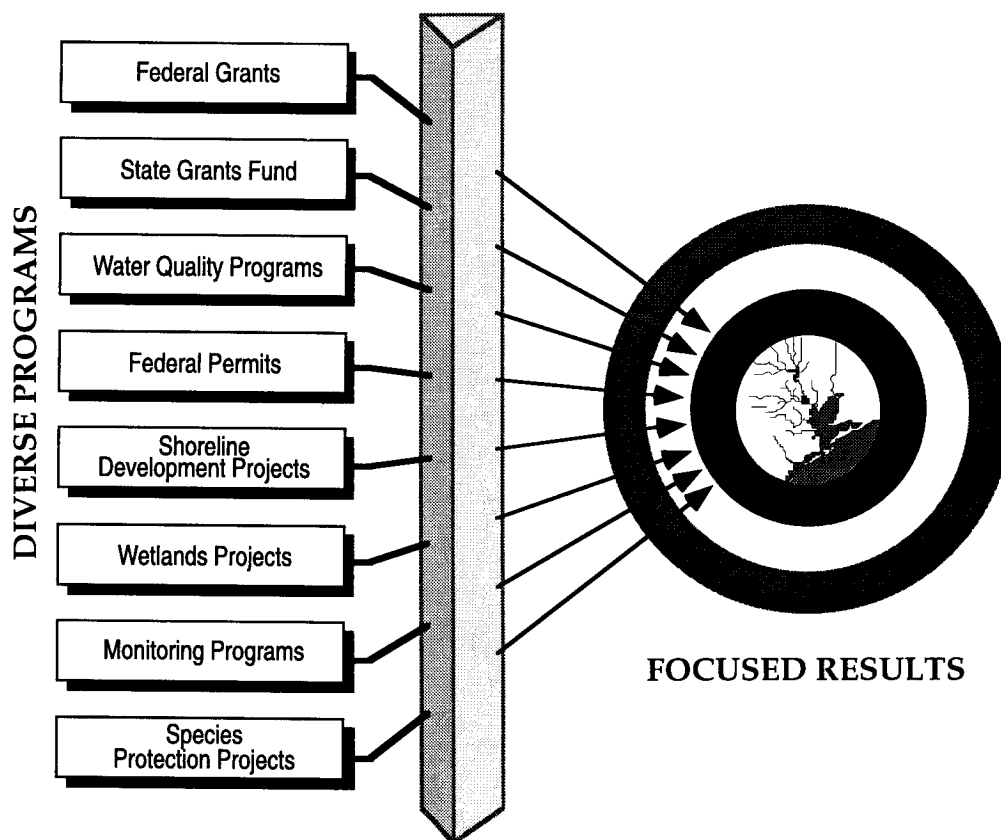 DIVERSE PROGRAMS
Federal Grants
State Grants Fund
Water Quality Programs
Federal Permits
Shoreline
Development Projects
Wetlands Projects
Monitoring Programs
Species
Protection Projects
FOCUSED RESULTS